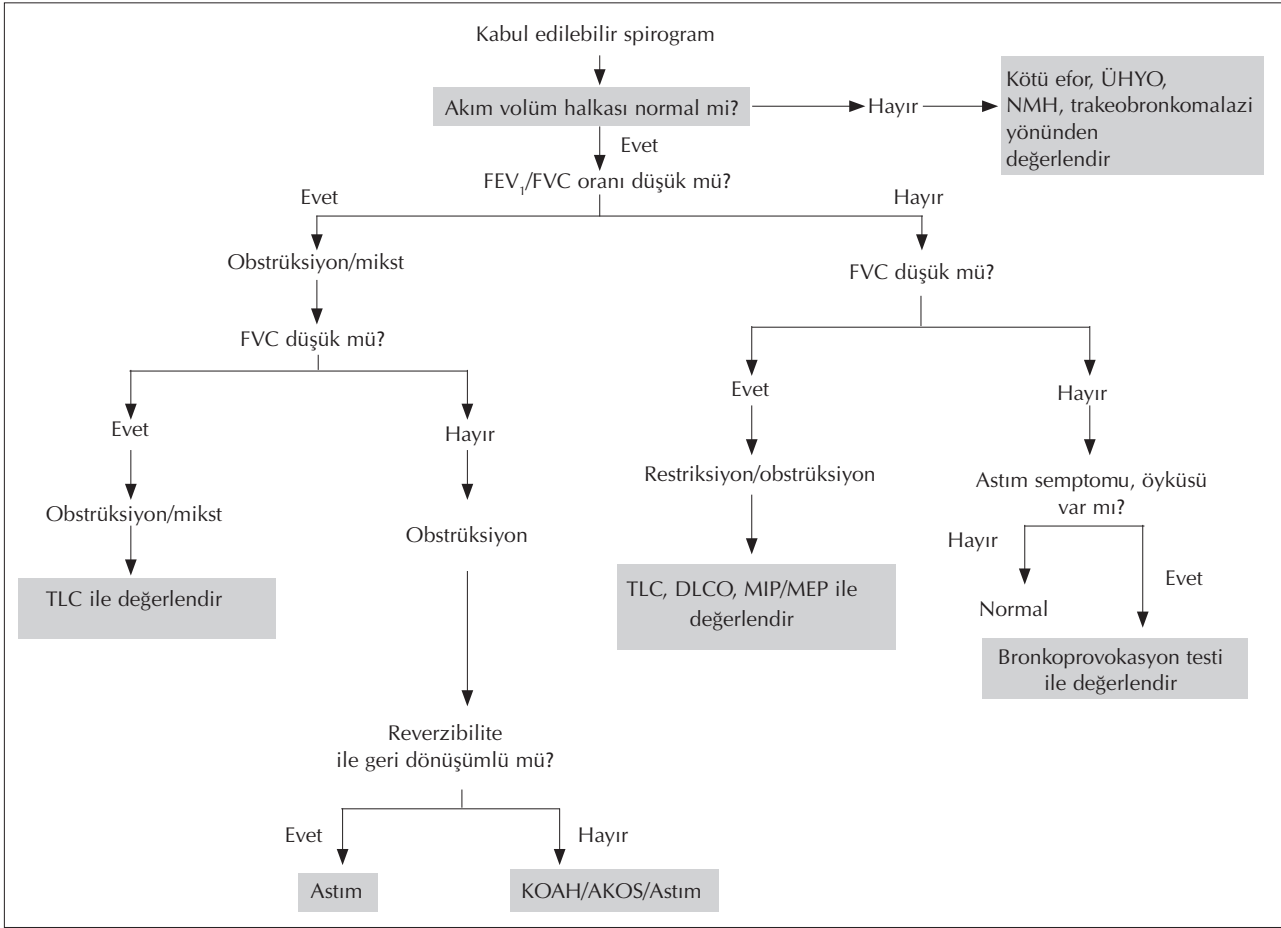 Kabul edilebilir spirogram
Akım volüm halkası normal mi?
Hayır
Kötü efor, ÜHYO,
NMH, trakeobronkomalazi
yönünden
değerlendir
Evet
FEV₁/FVC oranı düşük mü?
Evet
Hayır
Obstrüksiyon/mikst
FVC düşük mü?
FVC düşük mü?
Evet
Hayır
Evet
Hayır
Obstrüksiyon/mikst
Obstrüksiyon
Restriksiyon/obstrüksiyon
Astım semptomu, öyküsü
var mı?
Hayır
Evet
TLC ile değerlendir
TLC, DLCO, MIP/MEP ile
değerlendir
Normal
Bronkoprovokasyon testi
ile değerlendir
Reverzibilite
ile geri dönüşümlü mü?
Evet
Hayır
Astım
KOAH/AKOS/Astım